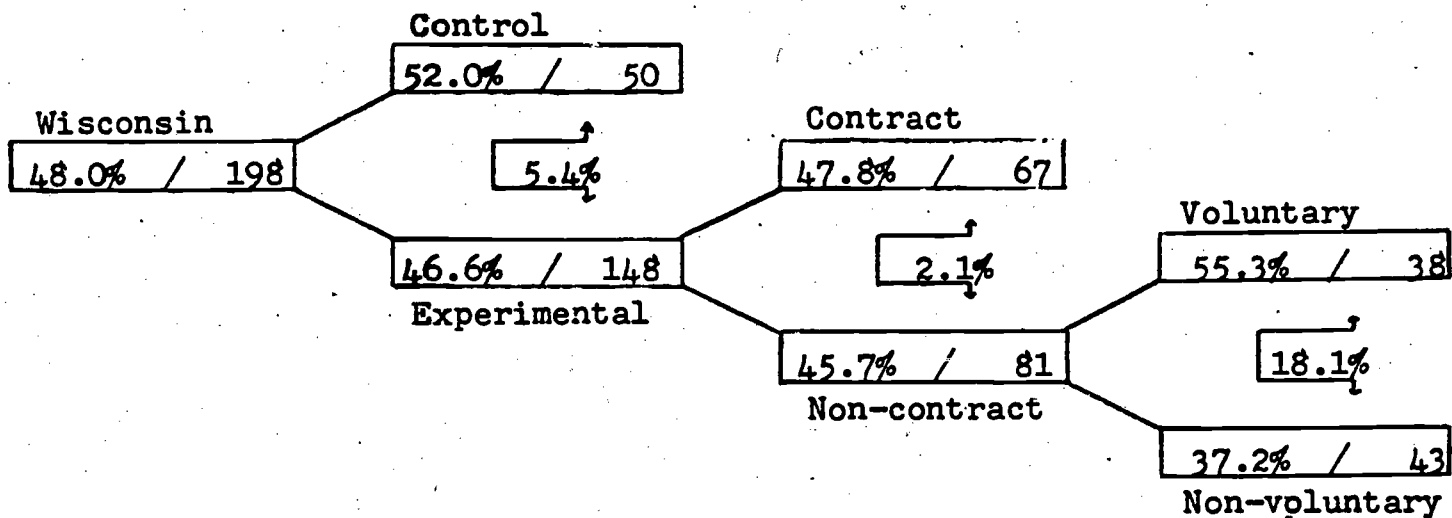 Control
52.0% / 50
Wisconsin
48.0% / 198
5.4%
Contract
47.8% / 67
46.6% / 148
Experimental
2.1%
Voluntary
55.3% / 38
45.7% / 81
Non-contract
18.1%
37.2% / 43
Non-voluntary